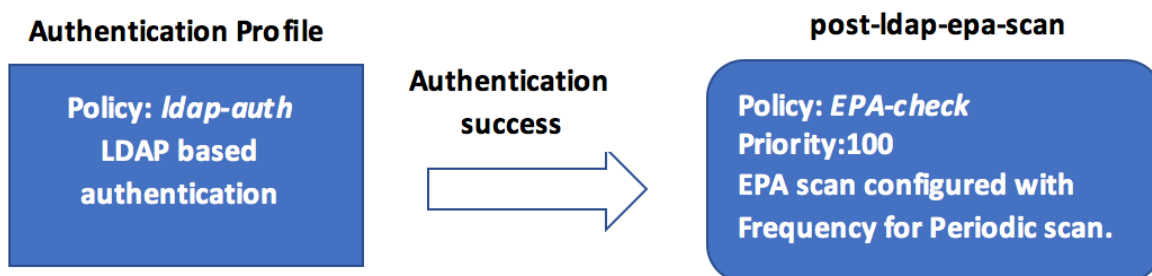 Authentication Profile
Policy: ldap-auth
LDAP based
authentication
Authentication
success
post-ldap-epa-scan
Policy: EPA-check
Priority:100
EPA scan configured with
Frequency for Periodic scan.